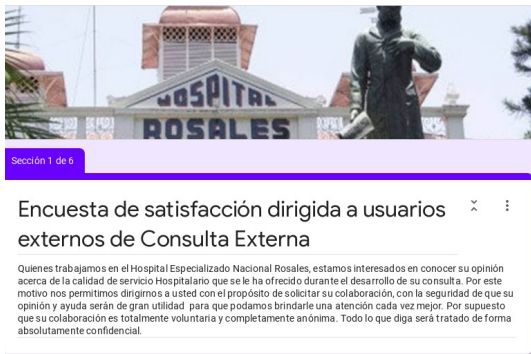 HOSPITAL
ROSALES
Sección 1 de 6
Encuesta de satisfacción dirigida a usuarios
externos de Consulta Externa
Quienes trabajamos en el Hospital Especializado Nacional Rosales, estamos interesados en conocer su opinión
acerca de la calidad de servicio Hospitalario que se le ha ofrecido durante el desarrollo de su consulta. Por este
motivo nos permitimos dirigirnos a usted con el propósito de solicitar su colaboración, con la seguridad de que su
opinión y ayuda serán de gran utilidad para que podamos brindarle una atención cada vez mejor. Por supuesto
que su colaboración es totalmente voluntaria y completamente anónima. Todo lo que diga será tratado de forma
absolutamente confidencial.